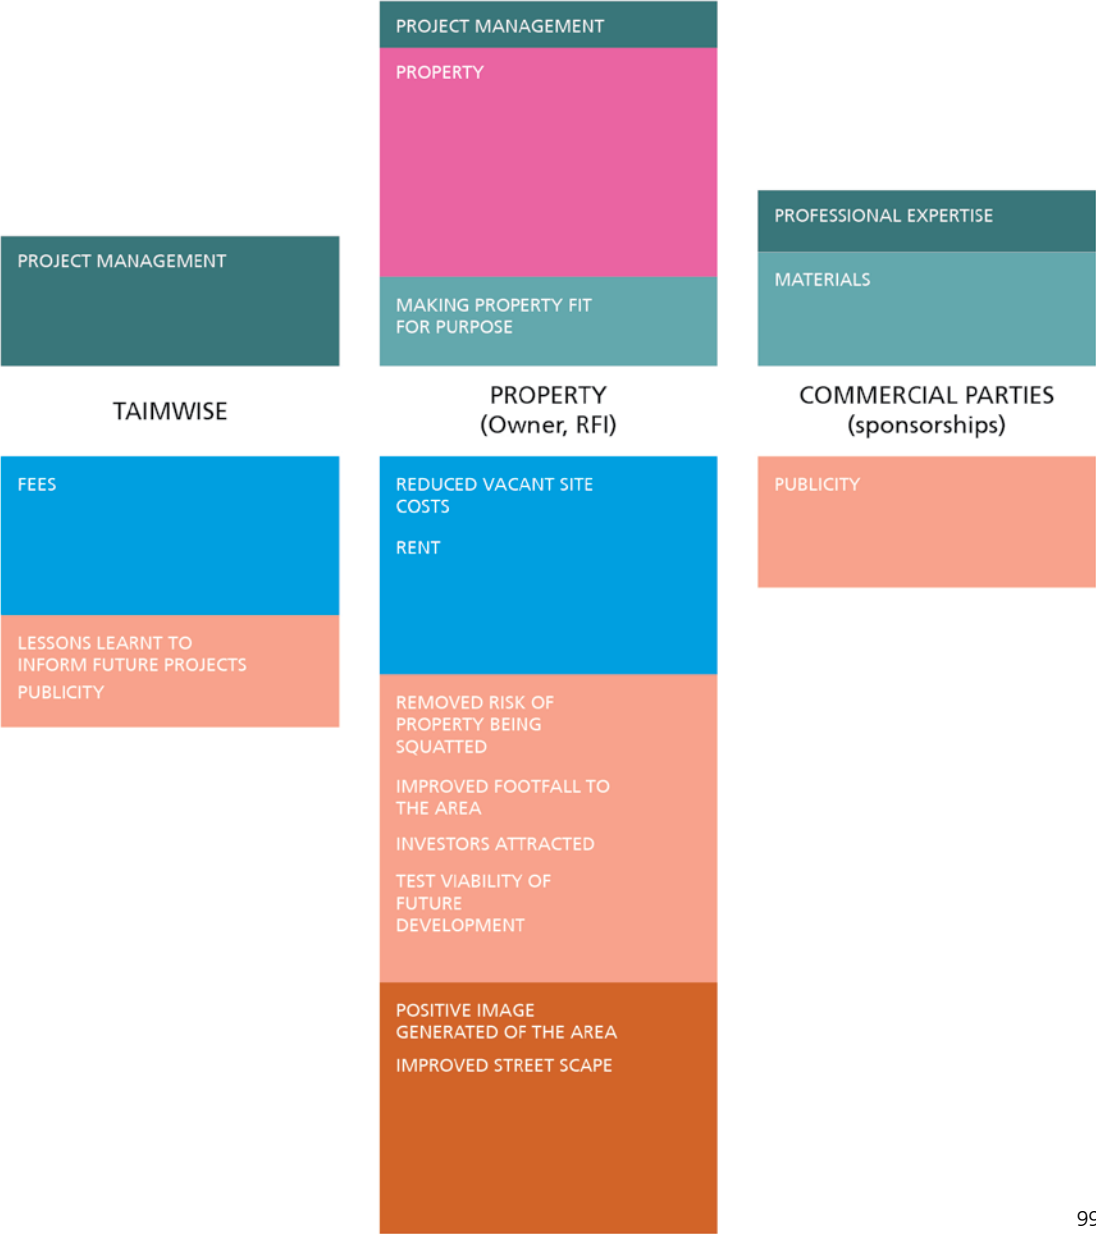 PROJECT MANAGEMENT
PROPERTY
MAKING PROPERTY FIT
FOR PURPOSE
PROJECT MANAGEMENT
PROFESSIONAL EXPERTISE
MATERIALS
TAIMWISE
PROPERTY
(Owner, RFI)
COMMERCIAL PARTIES
(sponsorships)
FEES
LESSONS LEARNT TO
INFORM FUTURE PROJECTS
PUBLICITY
REDUCED VACANT SITE
COSTS
RENT
REMOVED RISK OF
PROPERTY BEING
SQUATTED
IMPROVED FOOTFALL TO
THE AREA
INVESTORS ATTRACTED
TEST VIABILITY OF
FUTURE
DEVELOPMENT
POSITIVE IMAGE
GENERATED OF THE AREA
IMPROVED STREET SCAPE
PUBLICITY
99